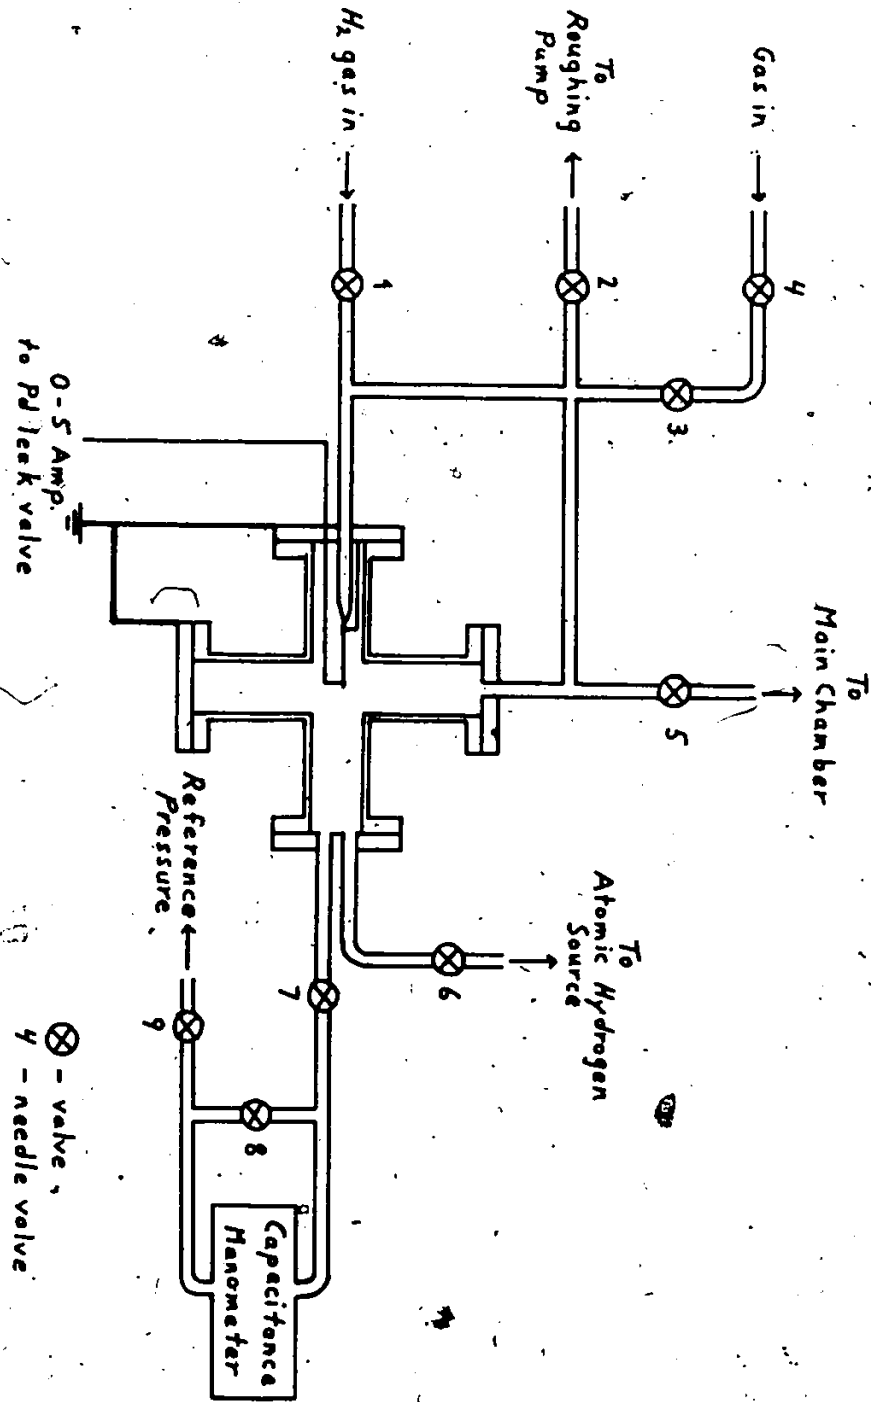 Gas in
To
Roughing
Pump
H₂ gas in
4
2
1
3.
0-5 Amp.
to Pd leak valve
To
Main Chamber
5
To
Atomic Hydrogen
Source
6
Reference
Pressure
7
9
8
Capacitance
Manometer
⊗ - valve,
4 - needle valve